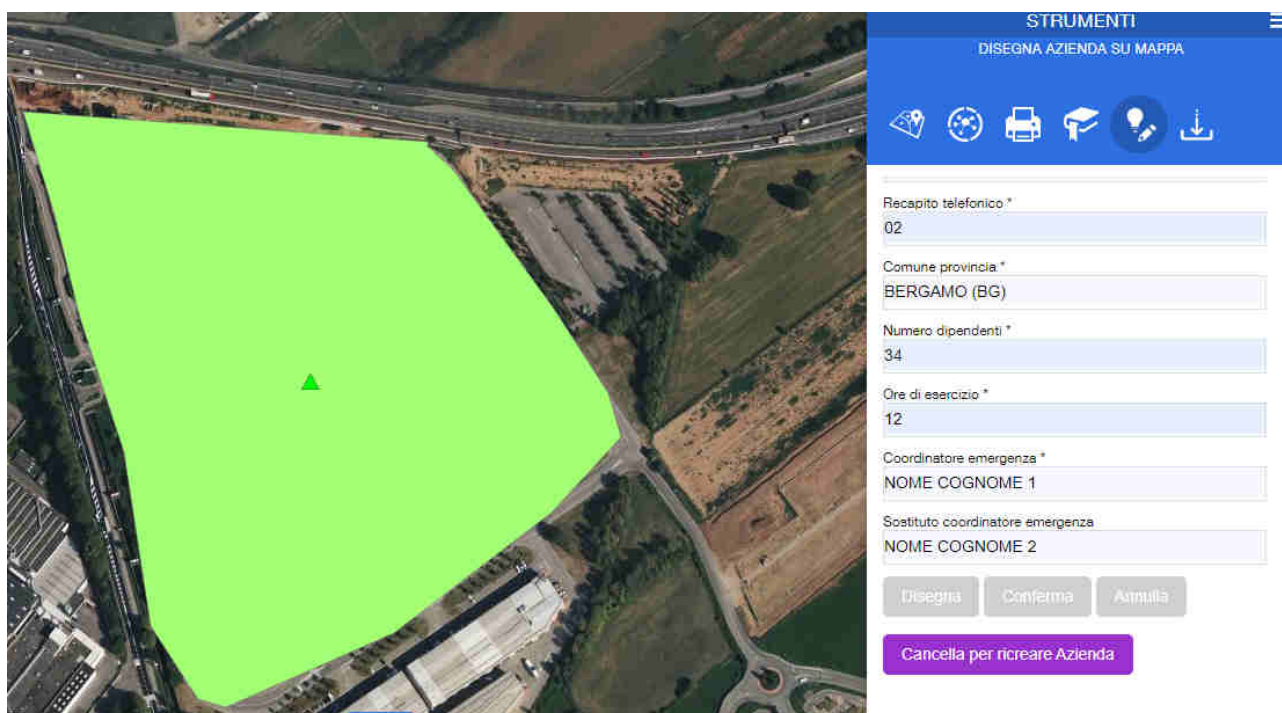 STRUMENTI
DISEGNA AZIENDA SU MAPPA
Recapito telefonico *
02
Comune provincia *
BERGAMO (BG)
Numero dipendenti *
34
Ore di esercizio *
12
Coordinatore emergenza *
NOME COGNOME 1
Sostituto coordinatore emergenza
NOME COGNOME 2
Disegna Conferma Annulla
Cancella per ricreare Azienda